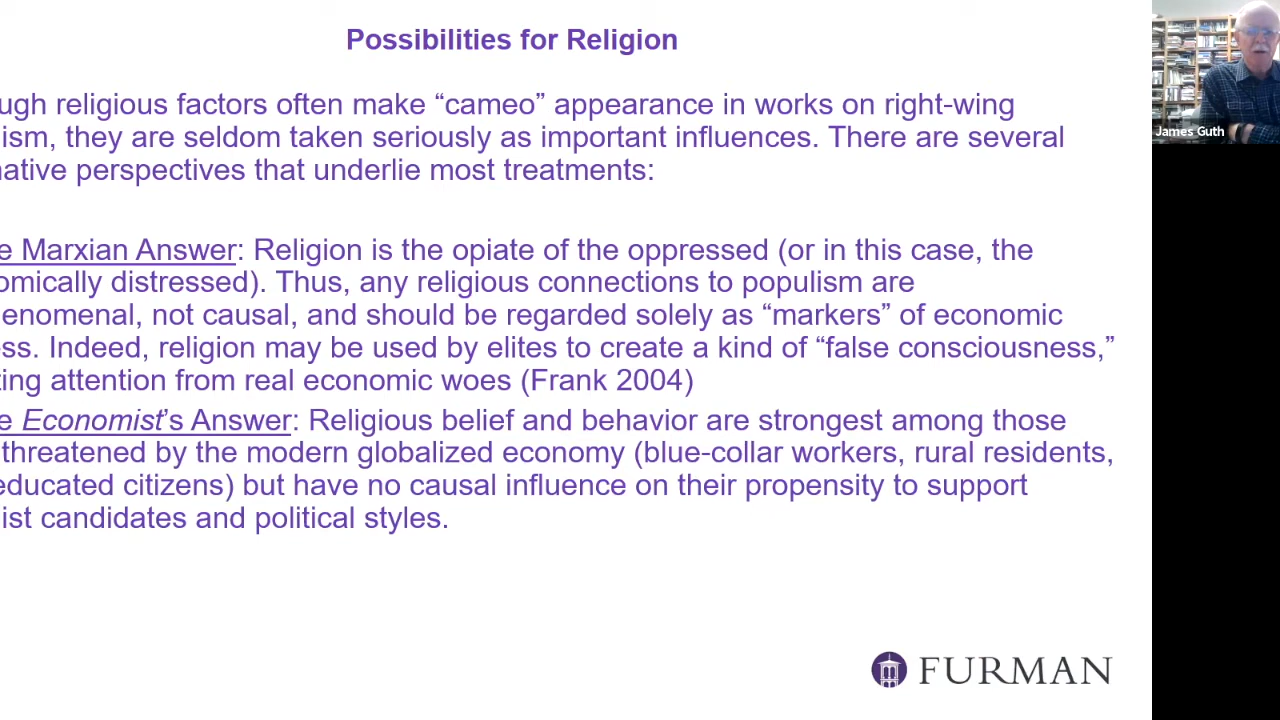 Possibilities for Religion
ugh religious factors often make “cameo” appearance in works on right-wing
ism, they are seldom taken seriously as important influences. There are several
native perspectives that underlie most treatments:
e Marxian Answer: Religion is the opiate of the oppressed (or in this case, the
omically distressed). Thus, any religious connections to populism are
enomenal, not causal, and should be regarded solely as “markers” of economic
ess. Indeed, religion may be used by elites to create a kind of “false consciousness,”
ting attention from real economic woes (Frank 2004)
e Economist’s Answer: Religious belief and behavior are strongest among those
threatened by the modern globalized economy (blue-collar workers, rural residents,
educated citizens) but have no causal influence on their propensity to support
ist candidates and political styles.
FURMAN
James Guth